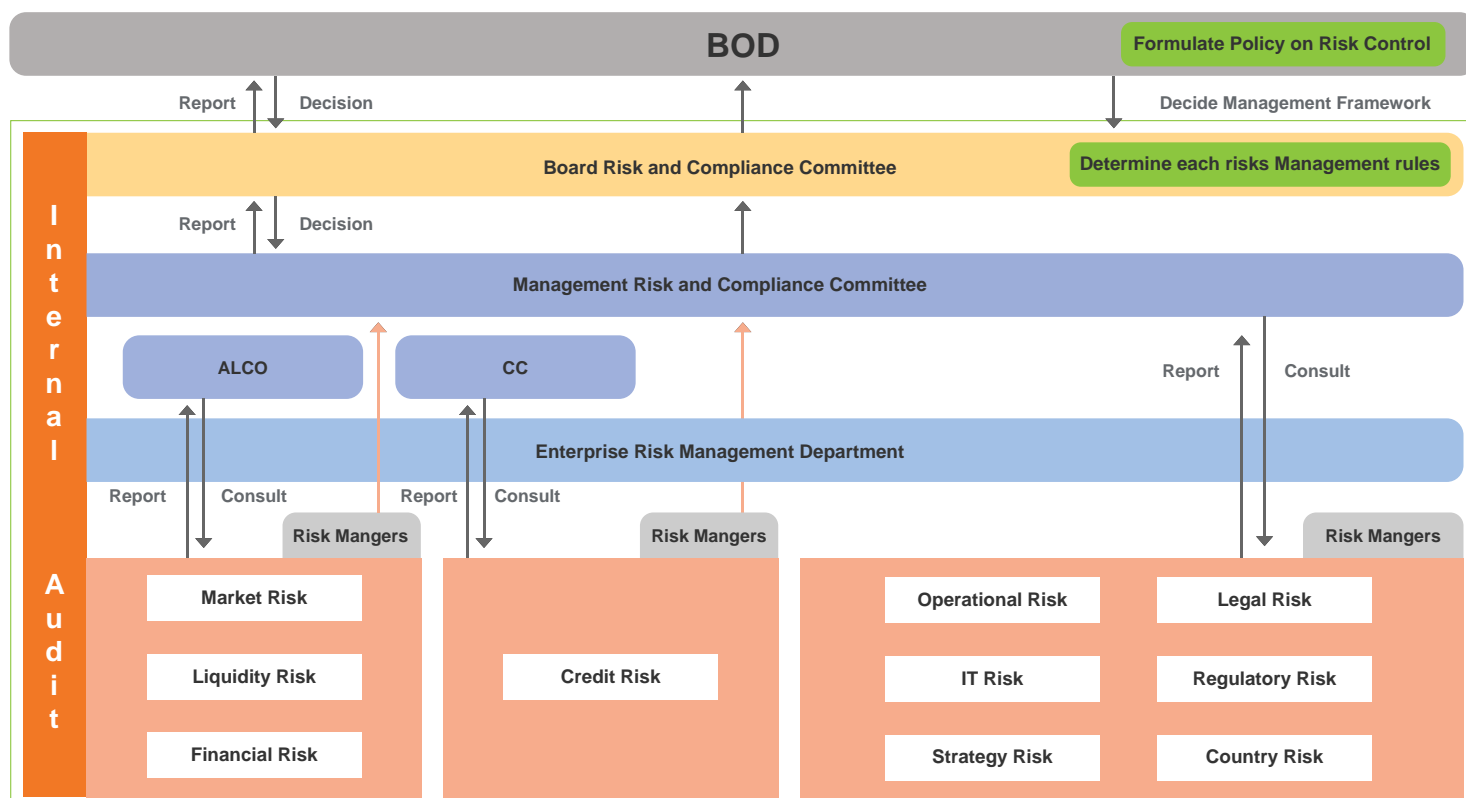 BOD
Formulate Policy on Risk Control
Report
Decision
Decide Management Framework
Internal Audit
Board Risk and Compliance Committee
Determine each risks Management rules
Report
Decision
Management Risk and Compliance Committee
ALCO
CC
Report
Consult
Enterprise Risk Management Department
Report
Consult
Report
Consult
Risk Mangers
Risk Mangers
Risk Mangers
Market Risk
Liquidity Risk
Financial Risk
Credit Risk
Operational Risk
Legal Risk
IT Risk
Regulatory Risk
Strategy Risk
Country Risk